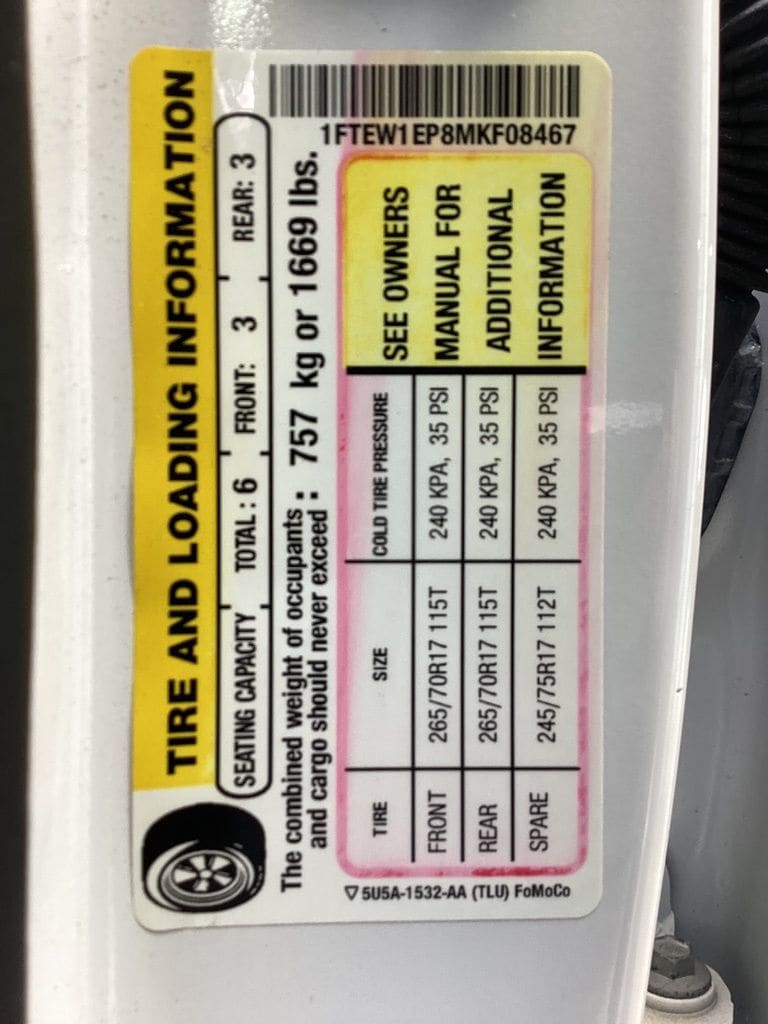 TIRE AND LOADING INFORMATION
SEATING CAPACITY TOTAL : 6 FRONT: 3 REAR: 3
The combined weight of occupants
and cargo should never exceed : 757 kg or 1669 lbs.
TIRE SIZE COLD TIRE PRESSURE
FRONT 265/70R17 115T 240 KPA, 35 PSI
REAR 265/70R17 115T 240 KPA, 35 PSI
SPARE 245/75R17 112T 240 KPA, 35 PSI
SEE OWNERS
MANUAL FOR
ADDITIONAL
INFORMATION
1FTEW1EP8MKF08467
▽ 5U5A-1532-AA (TLU) FoMoCo